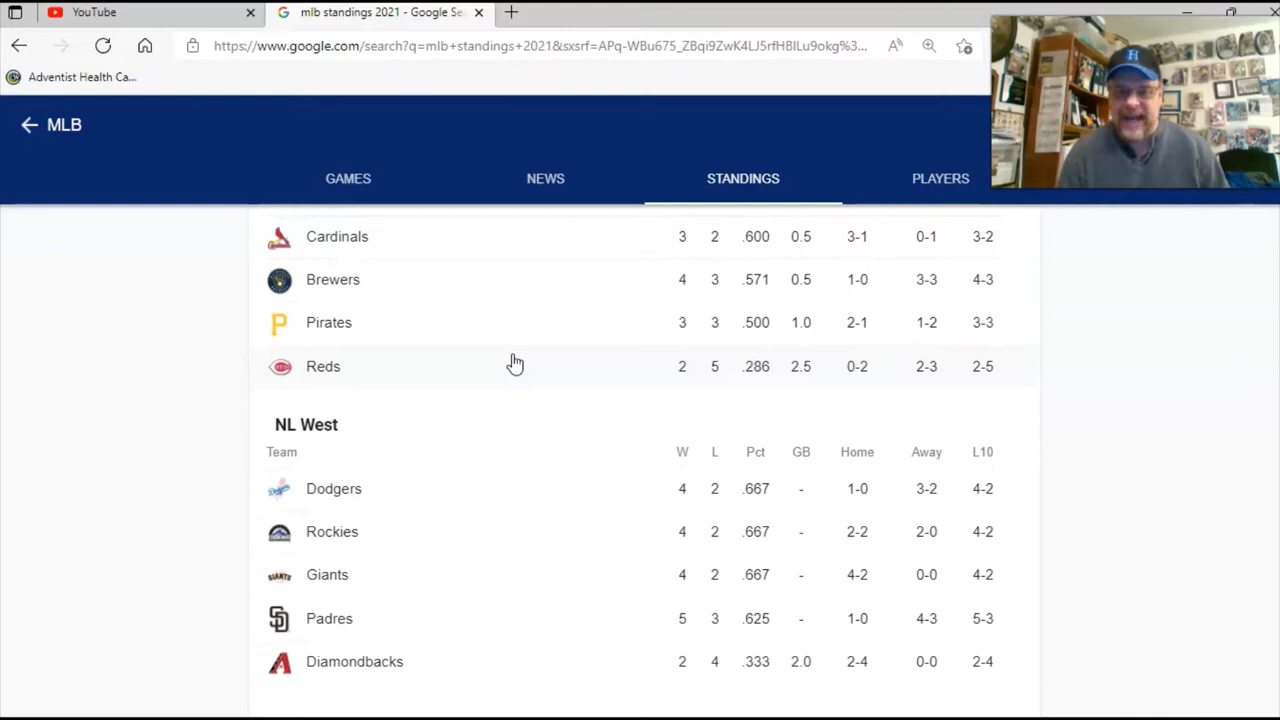 YouTube
mlb standings 2021 - Google Sea
https://www.google.com/search?q=mlb+standings+2021&sxsrf=APq-WBu675_ZBqi9ZwK4LJ5rfHBILu9okg%3...
Adventist Health Ca...
MLB
GAMES NEWS STANDINGS PLAYERS
Cardinals 3 2 .600 0.5 3-1 0-1 3-2
Brewers 4 3 .571 0.5 1-0 3-3 4-3
Pirates 3 3 .500 1.0 2-1 1-2 3-3
Reds 2 5 .286 2.5 0-2 2-3 2-5
NL West
Team W L Pct GB Home Away L10
Dodgers 4 2 .667 - 1-0 3-2 4-2
Rockies 4 2 .667 - 2-2 2-0 4-2
Giants 4 2 .667 - 4-2 0-0 4-2
Padres 5 3 .625 - 1-0 4-3 5-3
Diamondbacks 2 4 .333 2.0 2-4 0-0 2-4